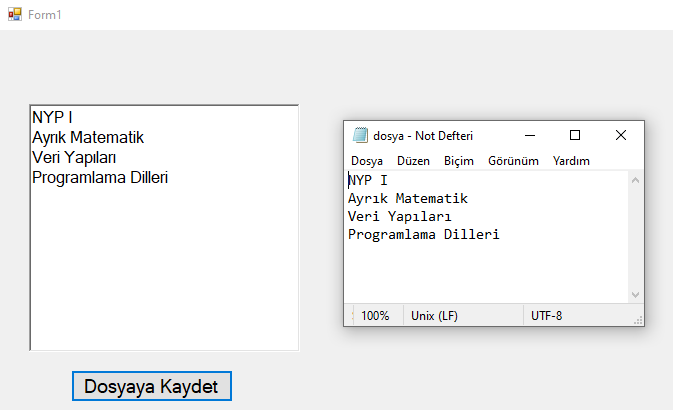 Form1
NYP I
Ayrık Matematik
Veri Yapıları
Programlama Dilleri
Dosyaya Kaydet
dosya - Not Defteri
Dosya Düzen Biçim Görünüm Yardım
NYP I
Ayrık Matematik
Veri Yapıları
Programlama Dilleri
100% Unix (LF) UTF-8